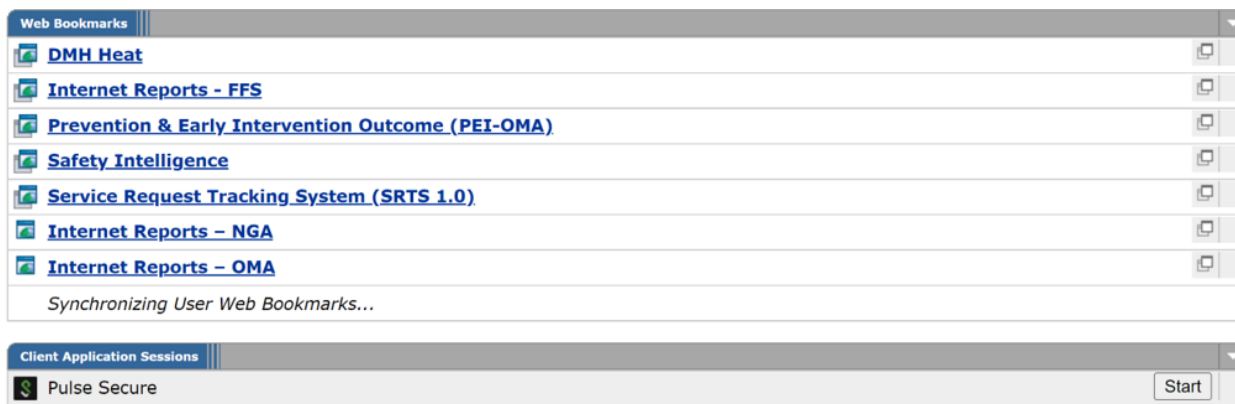 Web Bookmarks
DMH Heat
Internet Reports - FFS
Prevention & Early Intervention Outcome (PEI-OMA)
Safety Intelligence
Service Request Tracking System (SRTS 1.0)
Internet Reports – NGA
Internet Reports – OMA
Synchronizing User Web Bookmarks...
Client Application Sessions
Pulse Secure Start